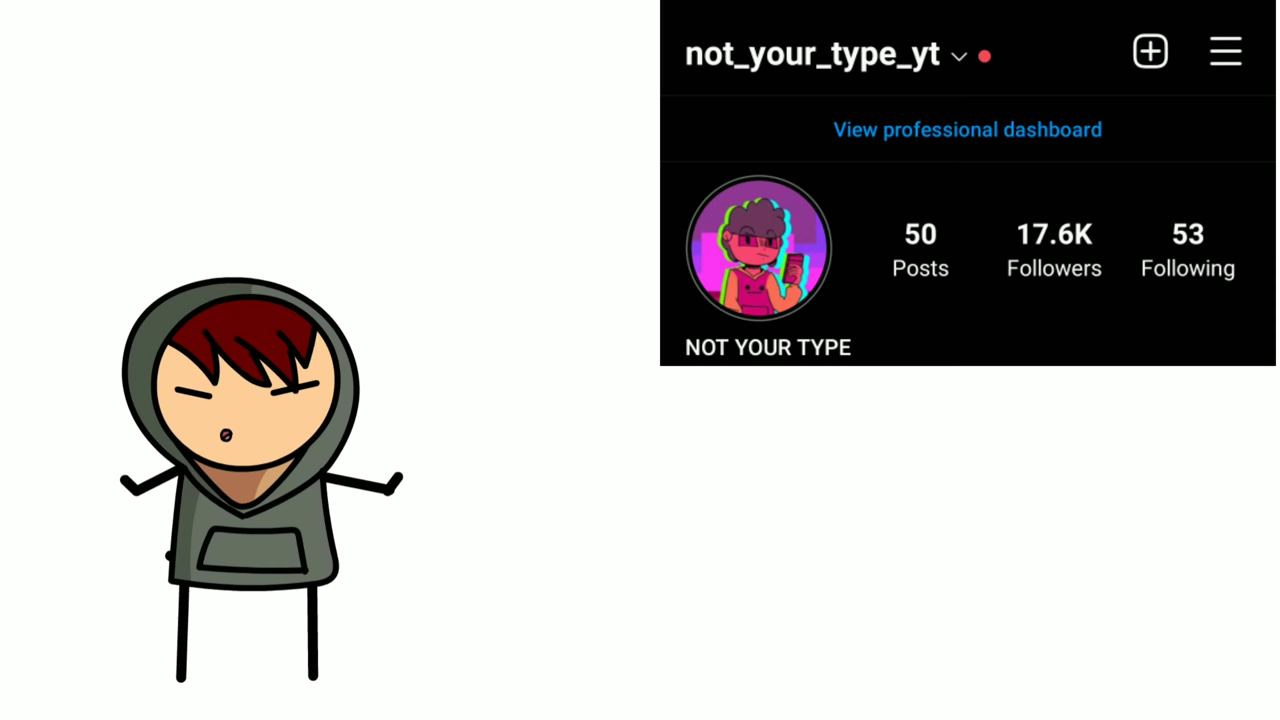 not_your_type_yt
View professional dashboard
50 17.6K 53
Posts Followers Following
NOT YOUR TYPE